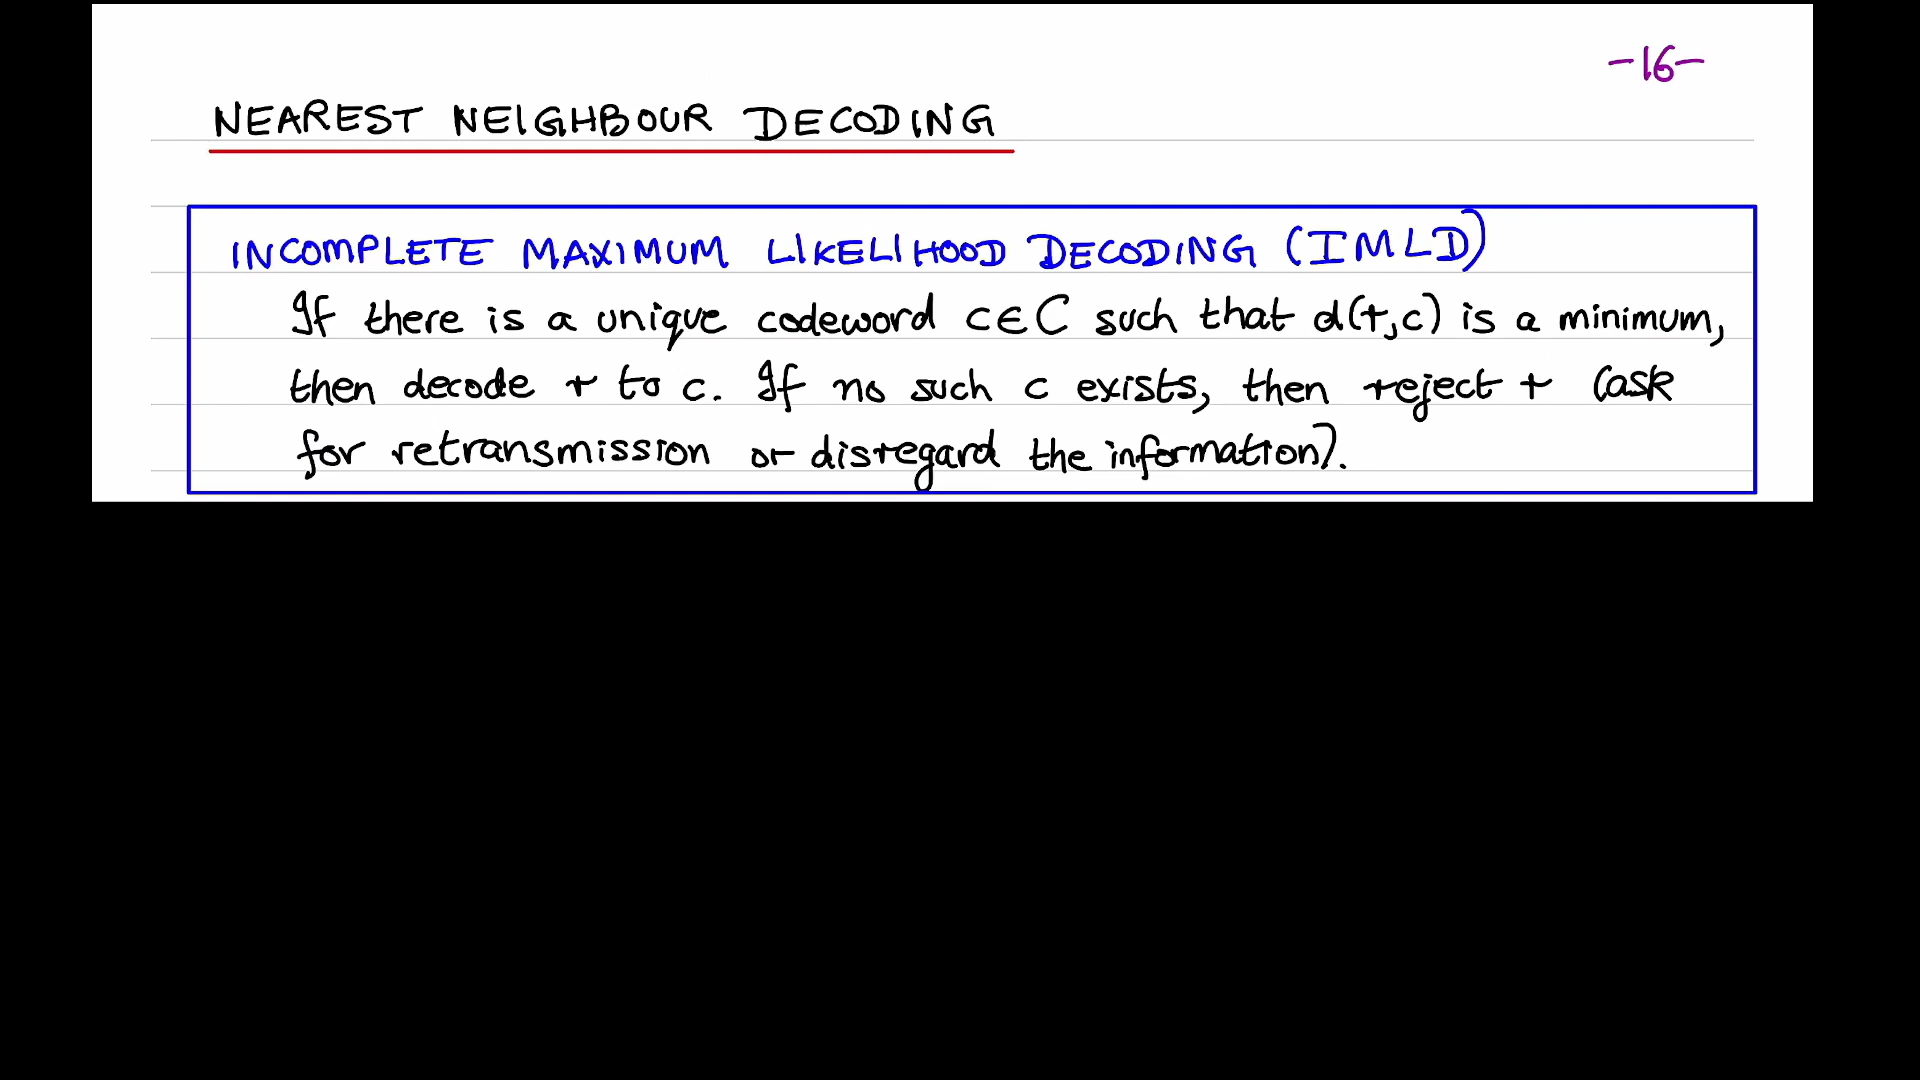 -16-
NEAREST NEIGHBOUR DECODING
INCOMPLETE MAXIMUM LIKELIHOOD DECODING (IMLD)
If there is a unique codeword c∈C such that d(r,c) is a minimum,
then decode r to c. If no such c exists, then reject r (ask
for retransmission or disregard the information).